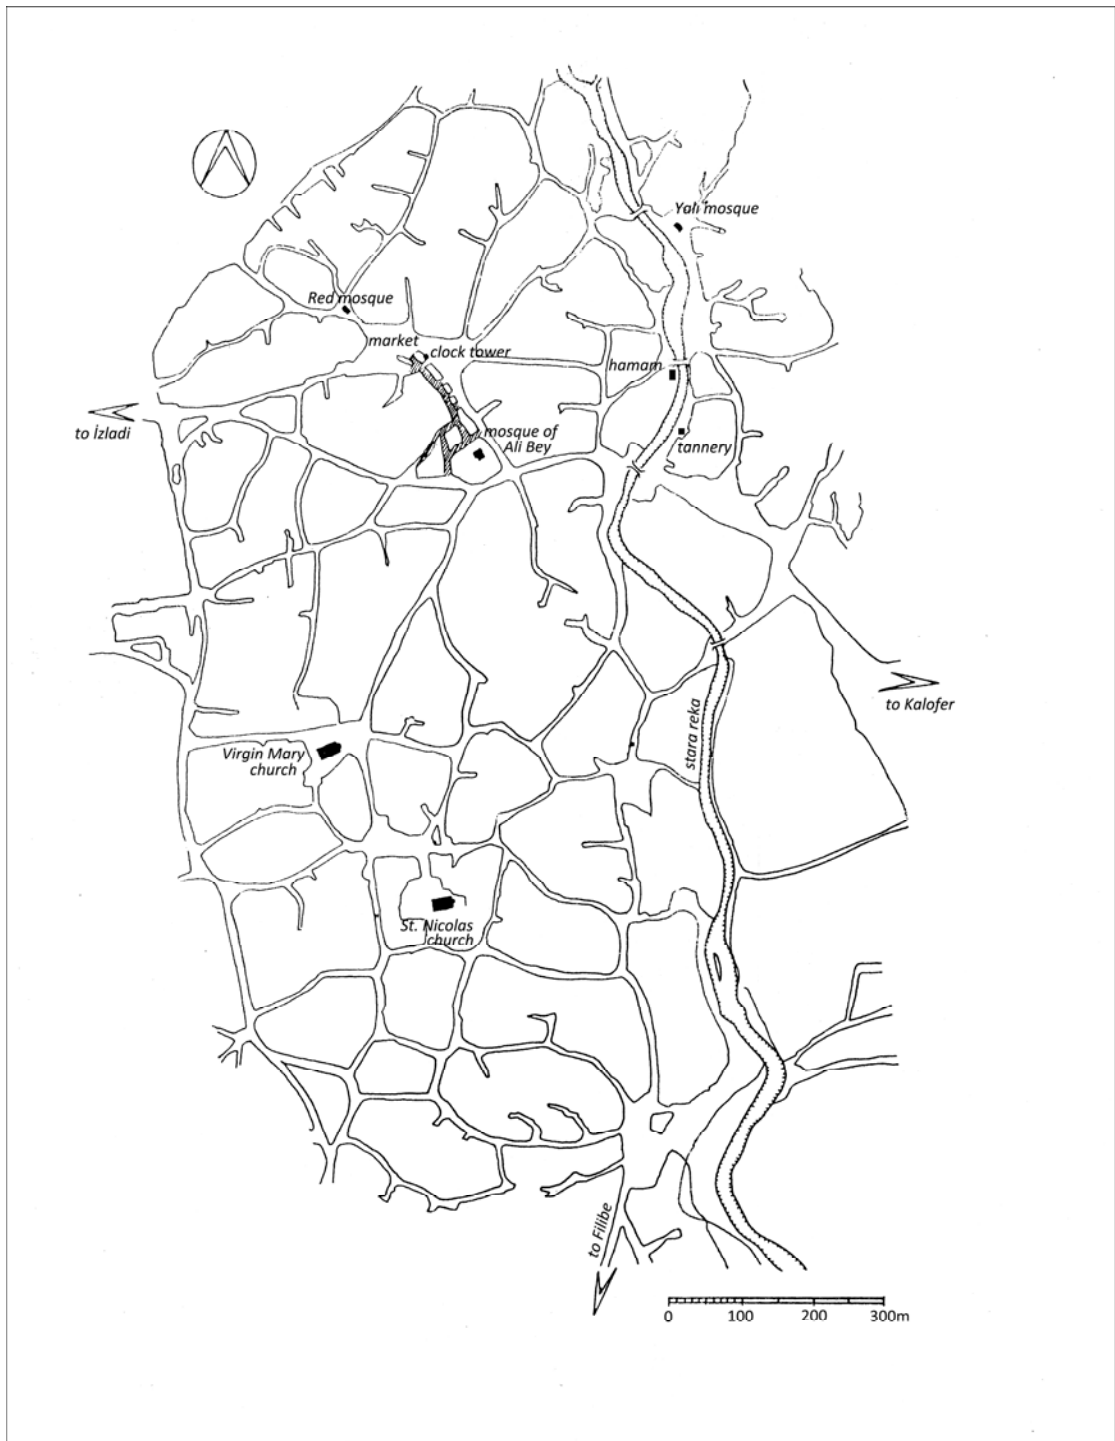 Yalı mosque
Red mosque
market
clock tower
hamam
to İzladi
mosque of
Ali Bey
tannery
to Kalofer
stara reka
Virgin Mary
church
St. Nicolas
church
to Filibe
0 100 200 300m